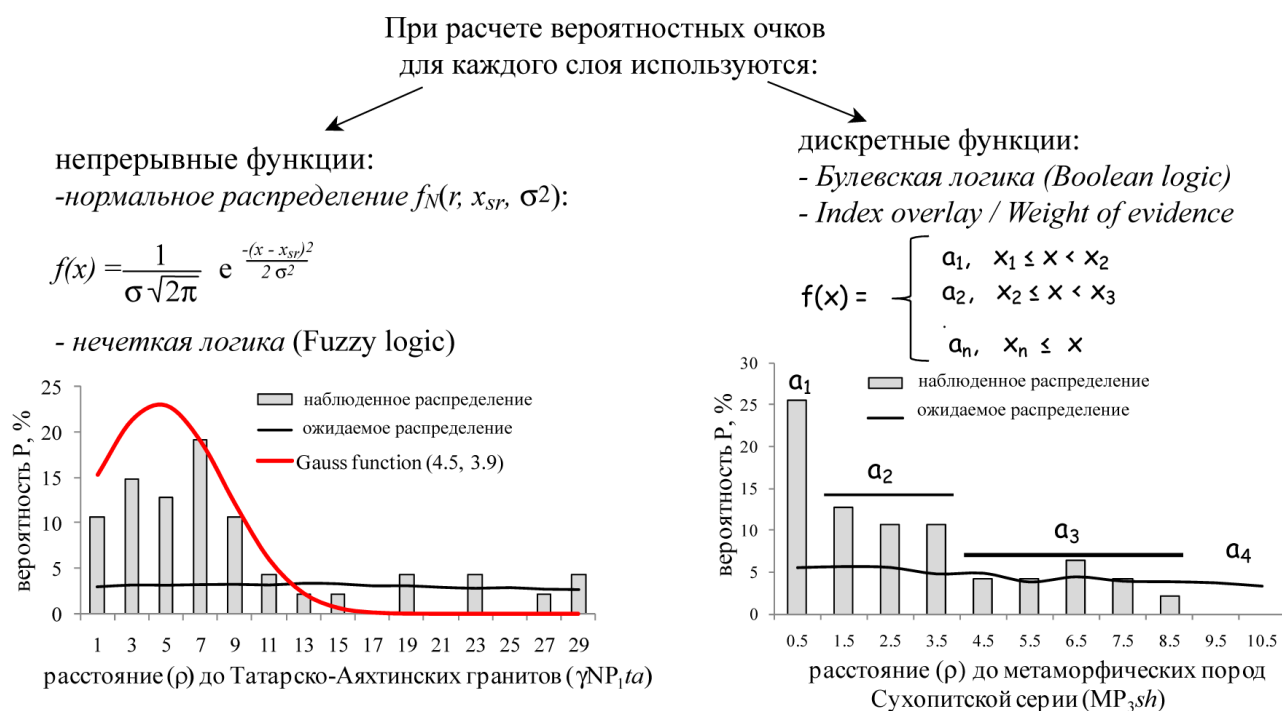 При расчете вероятностных очков
для каждого слоя используются:
непрерывные функции:
-нормальное распределение f_N(r, x_sr, σ2):
f(x) = 1 / σ √2π e -(x - x_sr)2 / 2 σ2
- нечеткая логика (Fuzzy logic)
вероятность P, %
25
20
15
10
5
0
наблюденное распределение
ожидаемое распределение
Gauss function (4.5, 3.9)
1 3 5 7 9 11 13 15 17 19 21 23 25 27 29
расстояние (ρ) до Татарско-Аяхтинских гранитов (γNP₁ta)
дискретные функции:
- Булевская логика (Boolean logic)
- Index overlay / Weight of evidence
f(x) =
a₁, x₁ ≤ x < x₂
a₂, x₂ ≤ x < x₃
.
aₙ, xₙ ≤ x
вероятность P, %
30
25
20
15
10
5
0
наблюденное распределение
ожидаемое распределение
a₁
a₂
a₃
a₄
0.5 1.5 2.5 3.5 4.5 5.5 6.5 7.5 8.5 9.5 10.5
расстояние (ρ) до метаморфических пород
Сухопитской серии (MP₃sh)